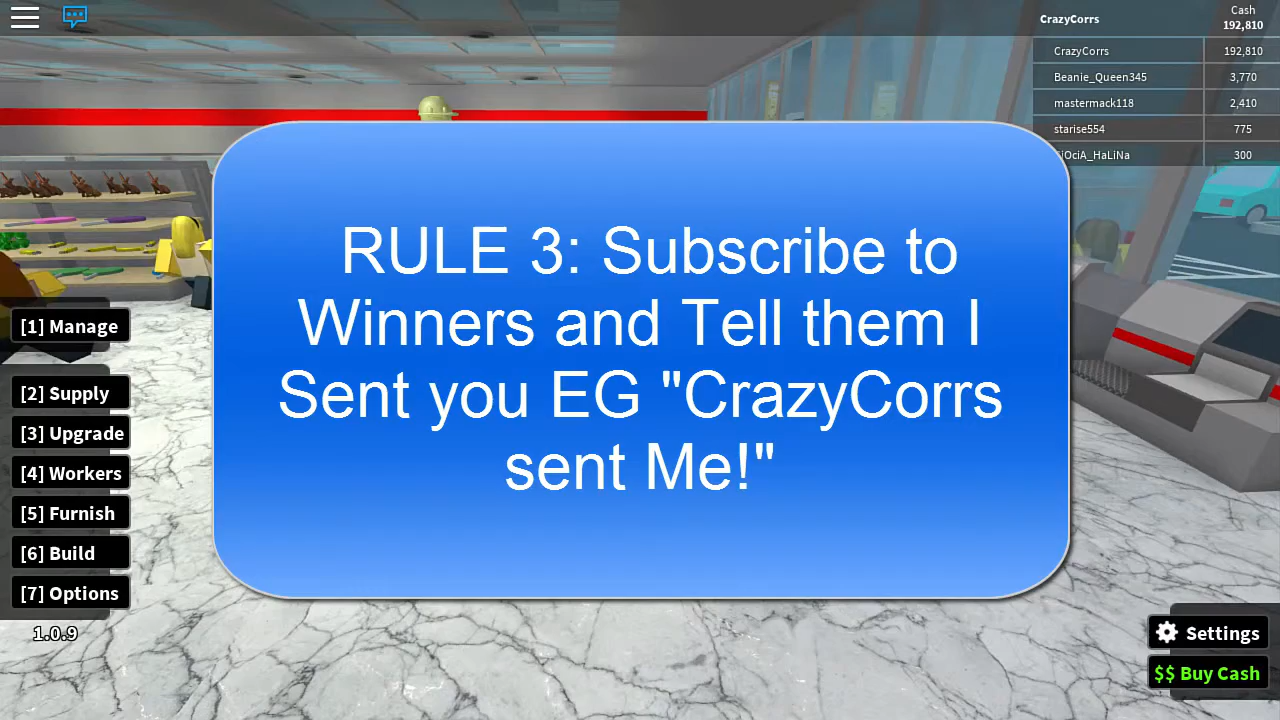 CrazyCorrs
Cash
192,810
CrazyCorrs 192,810
Beanie_Queen345 3,770
mastermack118 2,410
starise554 775
300
RULE 3: Subscribe to
Winners and Tell them I
Sent you EG "CrazyCorrs
sent Me!"
[1] Manage
[2] Supply
[3] Upgrade
[4] Workers
[5] Furnish
[6] Build
[7] Options
1.0.9
Settings
$$ Buy Cash